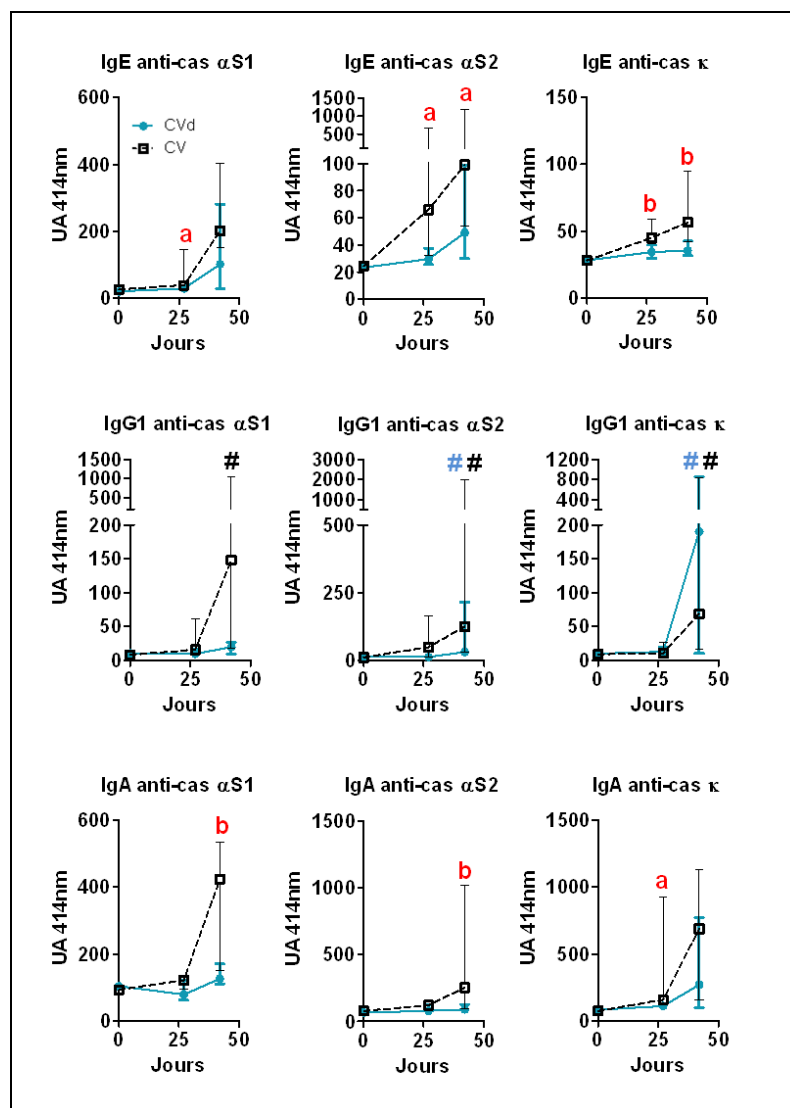 IgE anti-cas αS1
600
400
200
0
UA 414nm
CVd
CV
a
0 25 50
Jours
IgE anti-cas αS2
1500
1000
500
100
80
60
40
20
0
UA 414nm
a
a
0 25 50
Jours
IgE anti-cas κ
150
100
50
0
UA 414nm
b
b
0 25 50
Jours
IgG1 anti-cas αS1
1500
1000
500
200
150
100
50
0
UA 414nm
#
0 25 50
Jours
IgG1 anti-cas αS2
3000
2000
1000
500
250
0
UA 414nm
# #
0 25 50
Jours
IgG1 anti-cas κ
1200
800
400
200
150
100
50
0
UA 414nm
# #
0 25 50
Jours
IgA anti-cas αS1
600
400
200
0
UA 414nm
b
0 25 50
Jours
IgA anti-cas αS2
1500
1000
500
0
UA 414nm
b
0 25 50
Jours
IgA anti-cas κ
1500
1000
500
0
UA 414nm
a
0 25 50
Jours